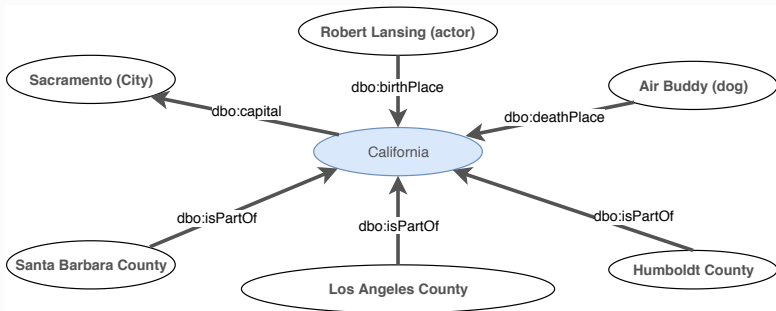 Robert Lansing (actor)
Sacramento (City)
Air Buddy (dog)
dbo:birthPlace
dbo:capital
dbo:deathPlace
California
dbo:isPartOf
dbo:isPartOf
dbo:isPartOf
Santa Barbara County
Los Angeles County
Humboldt County